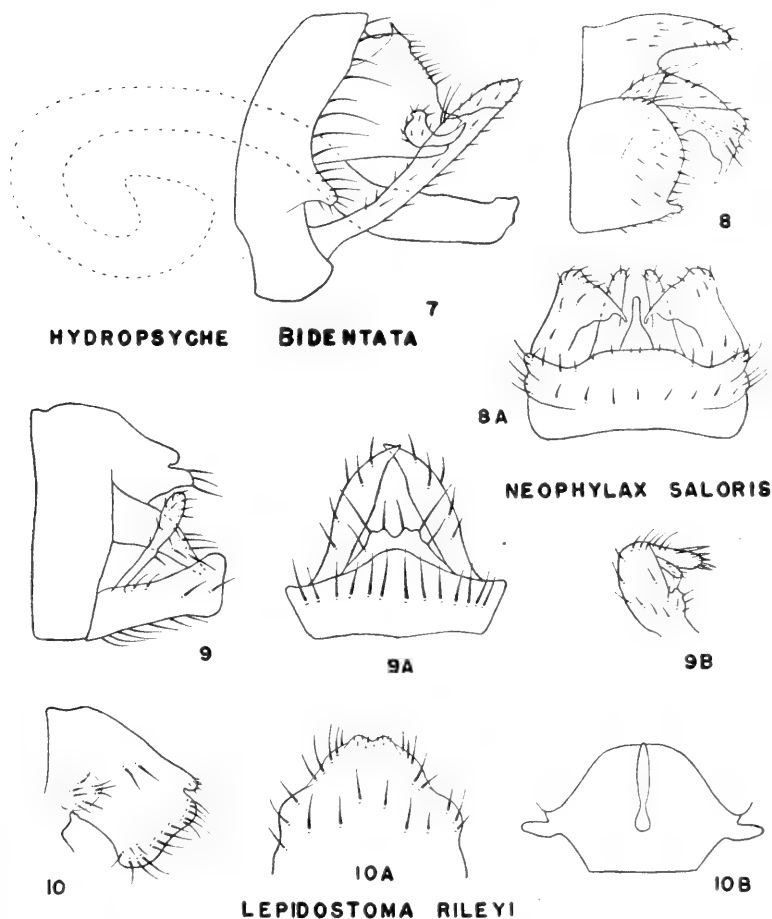 7
8
HYDROPSYCHE BIDENTATA
8A
NEOPHYLAX SALORIS
9
9A
9B
10
10A
10B
LEPIDOSTOMA RILEYI